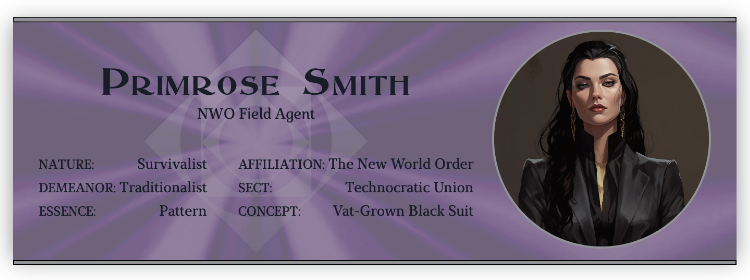 Primrose Smith
NWO Field Agent
NATURE: Survivalist AFFILIATION: The New World Order
DEMEANOR: Traditionalist SECT: Technocratic Union
ESSENCE: Pattern CONCEPT: Vat-Grown Black Suit